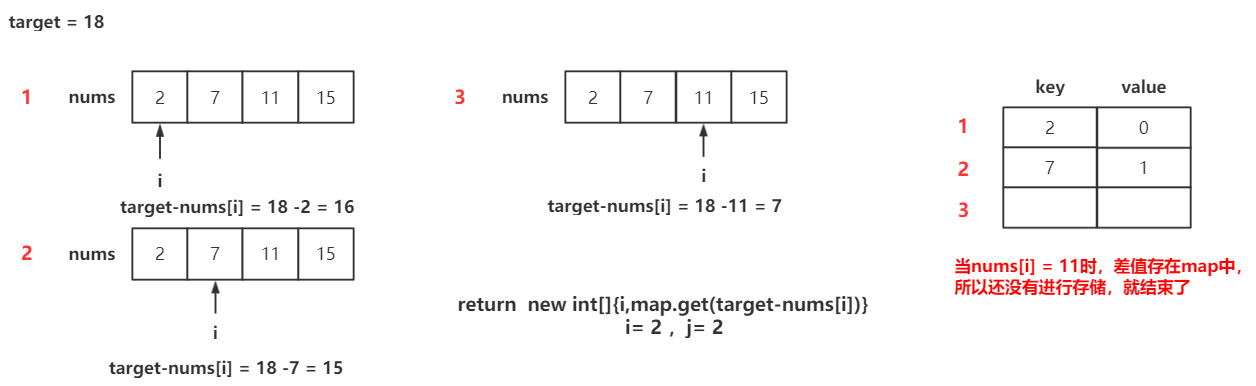 target = 18
1 nums 2 7 11 15
i
target-nums[i] = 18 -2 = 16
2 nums 2 7 11 15
i
target-nums[i] = 18 -7 = 15
3 nums 2 7 11 15
i
target-nums[i] = 18 -11 = 7
return new int[]{i,map.get(target-nums[i])}
i= 2 , j= 2
key value
1 2 0
2 7 1
3
当nums[i] = 11时，差值存在map中，
所以还没有进行存储，就结束了